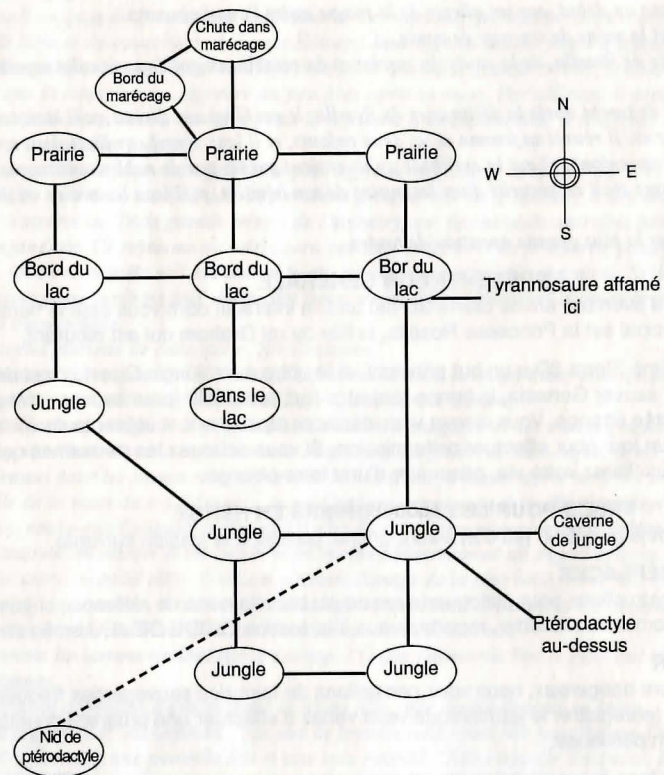 Chute dans
marécage
Bord du
marécage
N
W E
S
Prairie
Prairie
Prairie
Bord du
lac
Bord du
lac
Bor du
lac
Tyrannosaure affamé
ici
Jungle
Dans le
lac
Jungle
Jungle
Caverne
de jungle
Ptérodactyle
au-dessus
Jungle
Jungle
Nid de
ptérodactyle